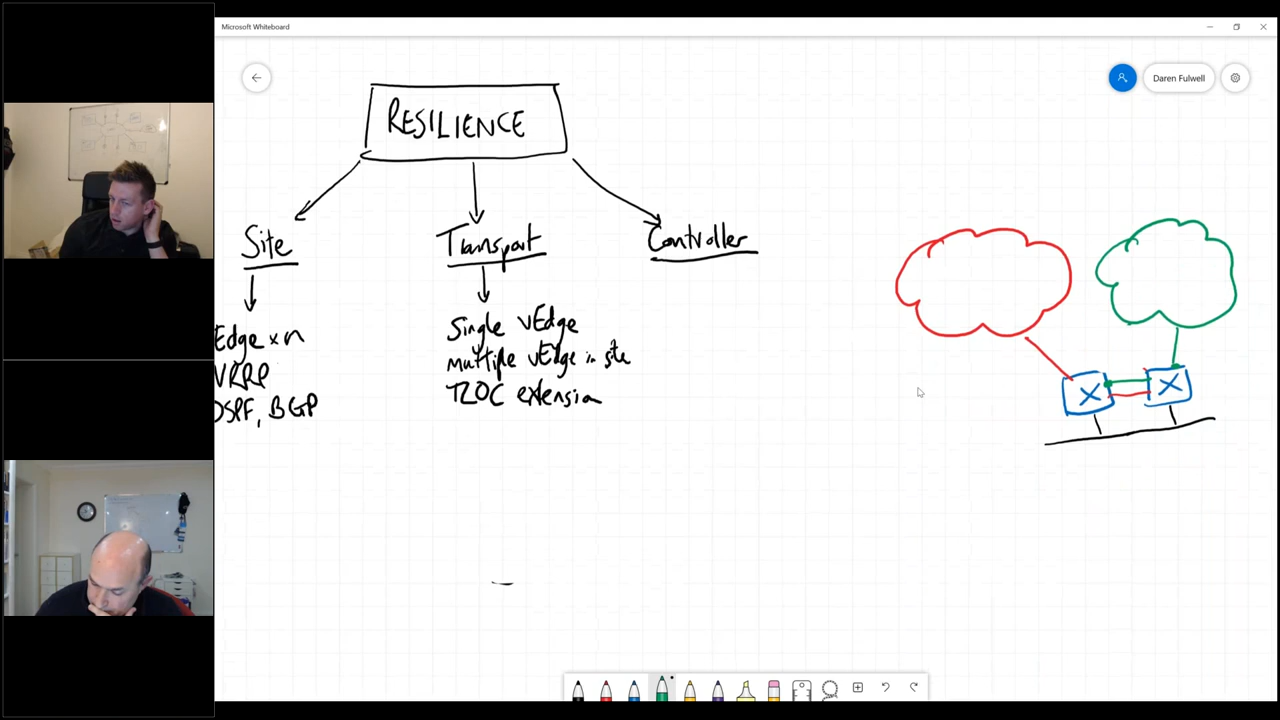 Microsoft Whiteboard
Daren Fulwell
RESILIENCE
Site
Transport
Controller
Edge x n
VRRP
OSPF, BGP
Single vEdge
multiple vEdge in site
TLOC extension